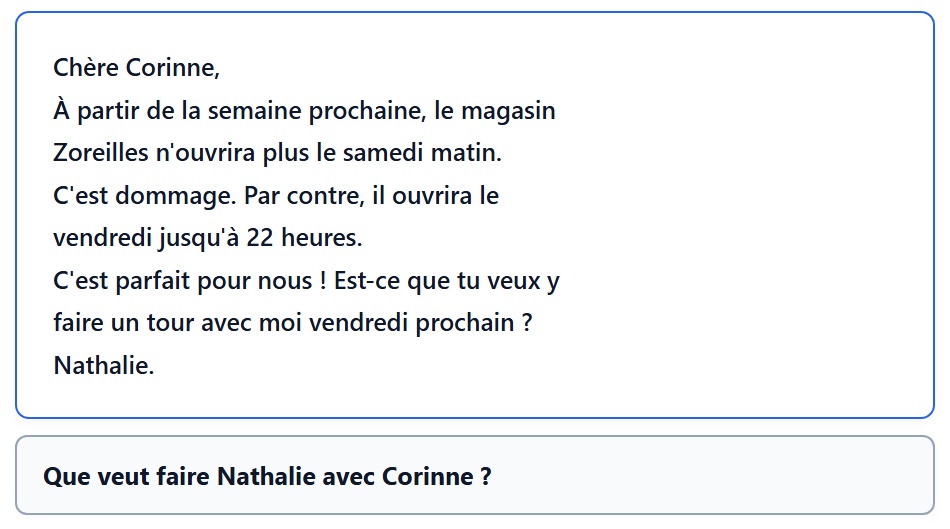 Chère Corinne,
À partir de la semaine prochaine, le magasin
Zoreilles n'ouvrira plus le samedi matin.
C'est dommage. Par contre, il ouvrira le
vendredi jusqu'à 22 heures.
C'est parfait pour nous ! Est-ce que tu veux y
faire un tour avec moi vendredi prochain ?
Nathalie.
Que veut faire Nathalie avec Corinne ?